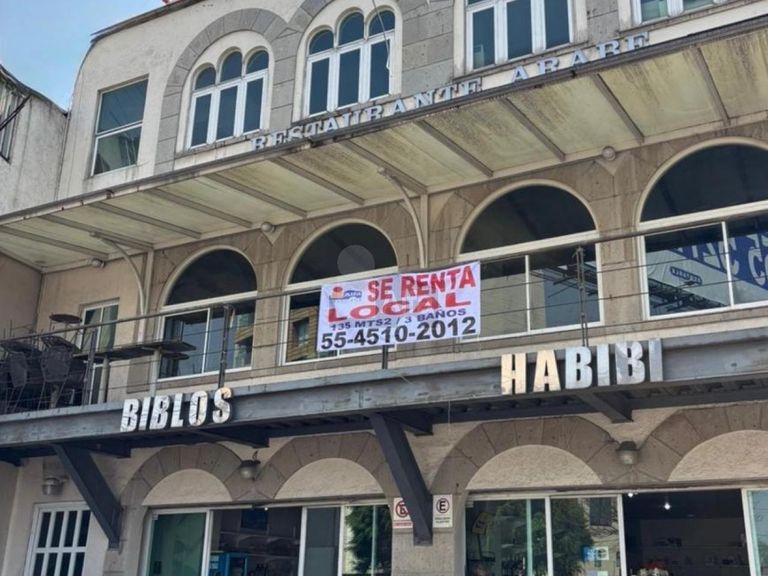 RESTAURANTE ARABE
SE RENTA
LOCAL
135 MTS2 / 3 BAÑOS
55-4510-2012
BIBLOS
HABIBI
E
E